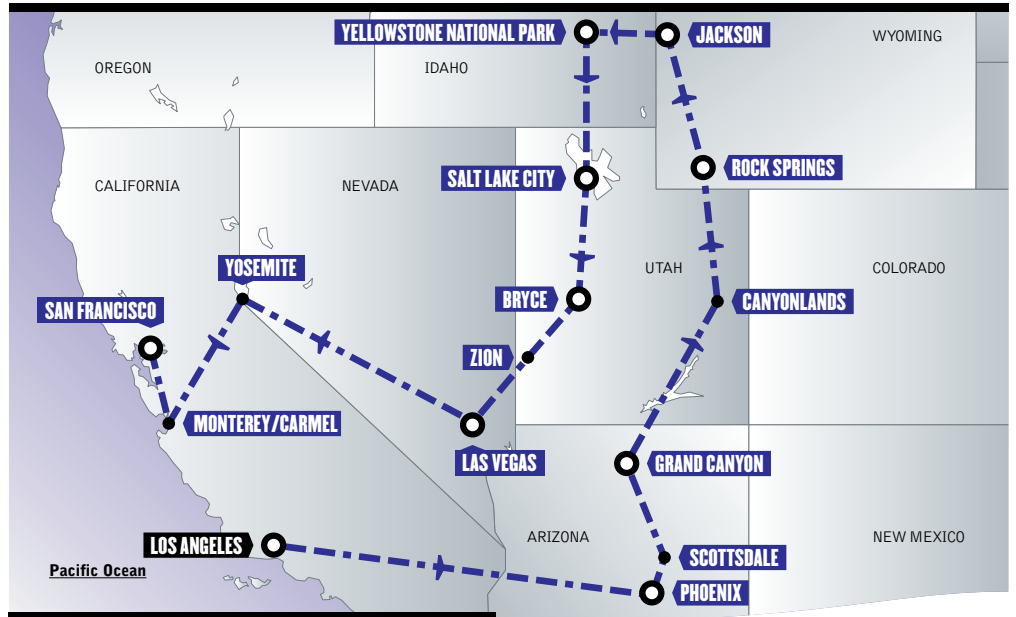 YELLOWSTONE NATIONAL PARK
JACKSON
WYOMING
OREGON
IDAHO
ROCK SPRINGS
CALIFORNIA
NEVADA
SALT LAKE CITY
YOSEMITE
UTAH
COLORADO
SAN FRANCISCO
BRYCE
CANYONLANDS
ZION
MONTEREY/CARMEL
LAS VEGAS
GRAND CANYON
LOS ANGELES
ARIZONA
NEW MEXICO
SCOTTSDALE
Pacific Ocean
PHOENIX